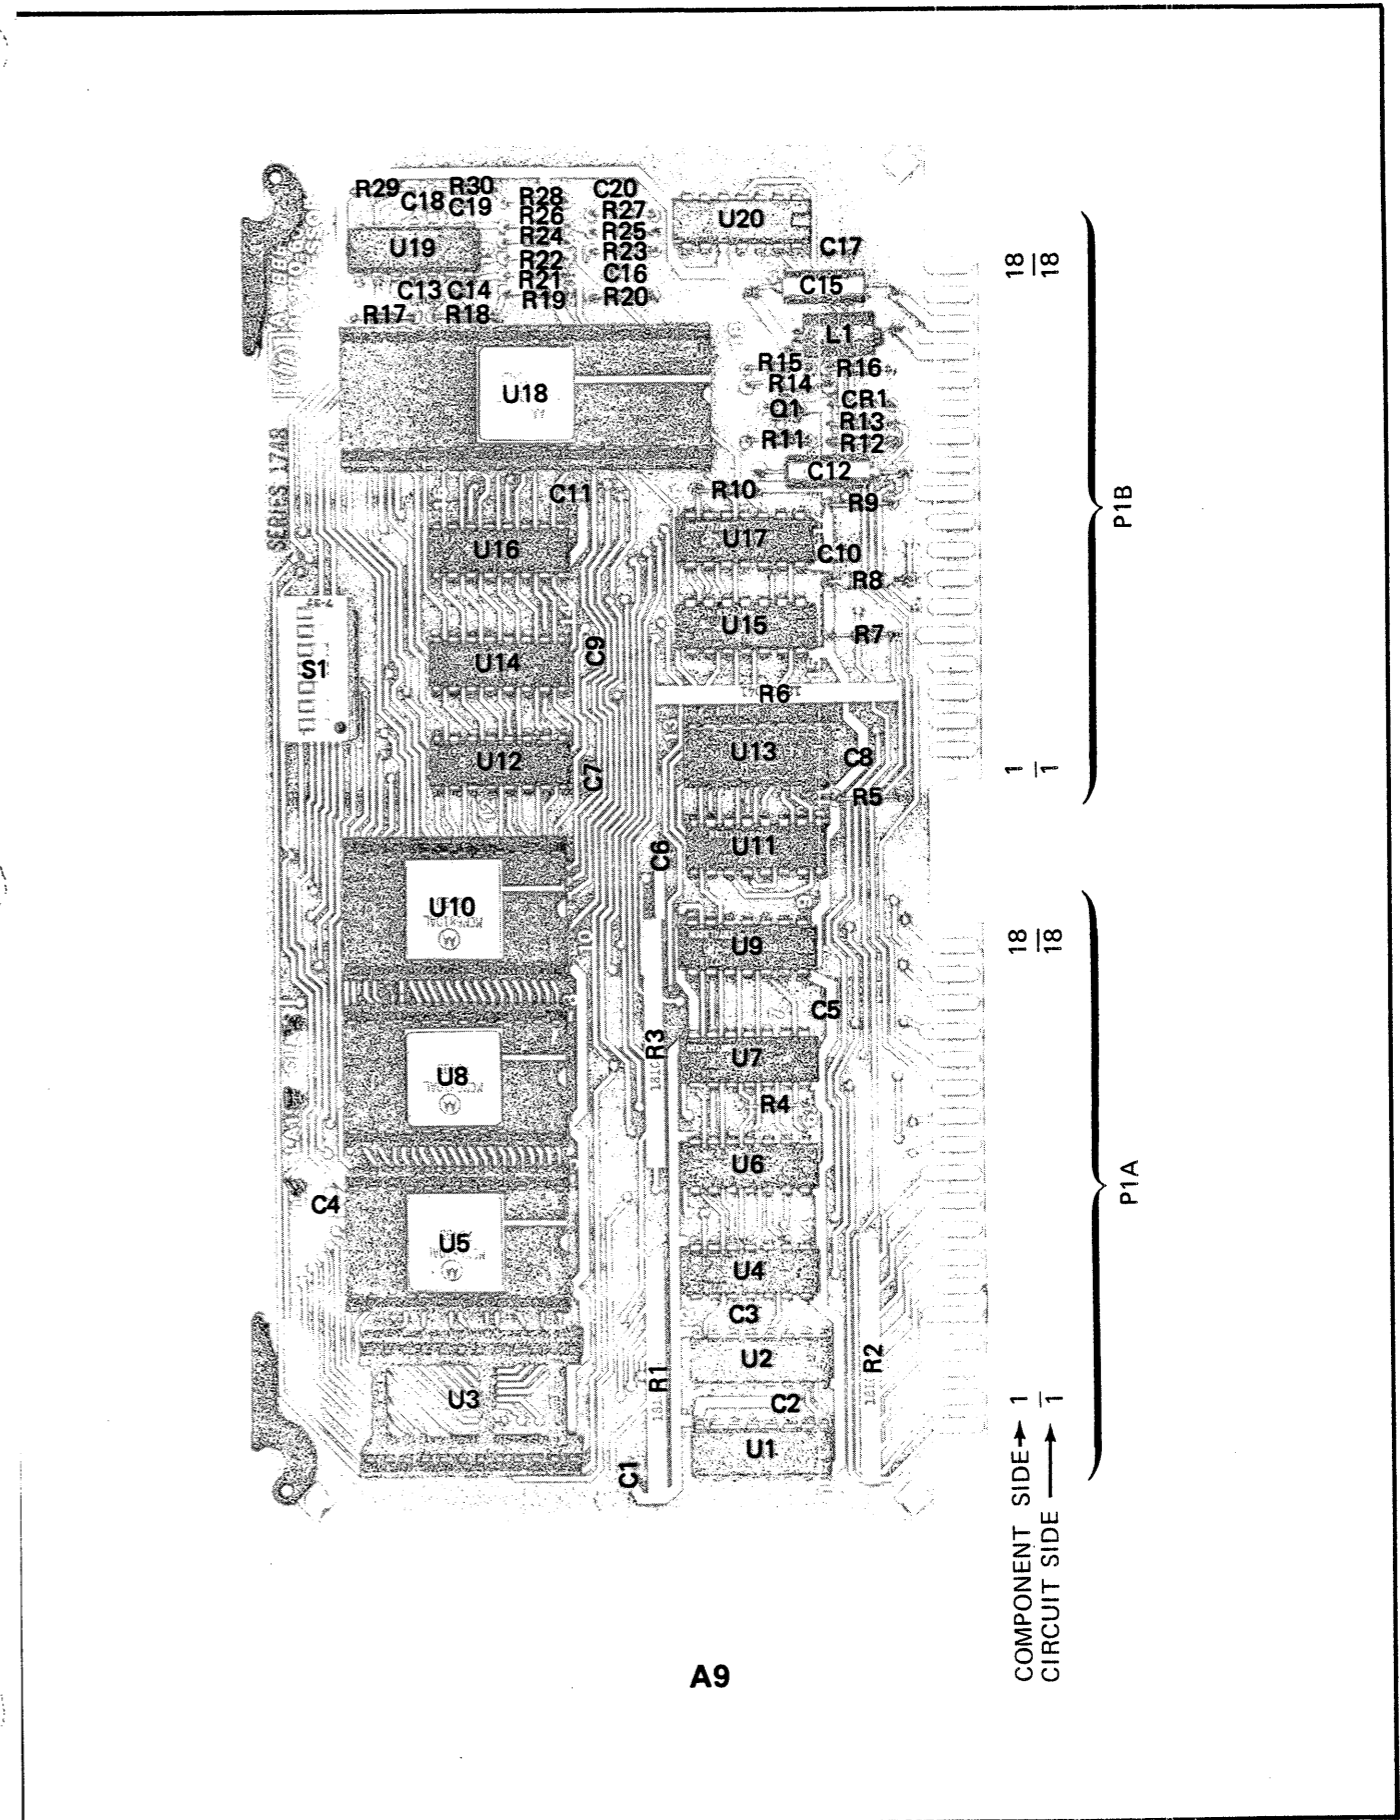 R29
R30
C18
C19
R28
C20
R26
R27
R24
R25
R23
U20
U19
R22
C16
C17
R21
C13
C14
R19
R20
C15
R17
R18
L1
U18
R15
R16
R14
CR1
Q1
R13
R11
R12
C12
SERIES 1748
C11
R10
R9
U16
U17
C10
R8
U15
R7
C9
U14
S1
R6
U12
C7
U13
C8
R5
U11
C6
U10
U9
10
C5
R3
U8
U7
R4
C4
U6
U5
U4
C3
U2
R2
R1
U3
C2
U1
C1
18
18
P1B
1
1
18
18
P1A
COMPONENT SIDE 1
CIRCUIT SIDE 1
A9